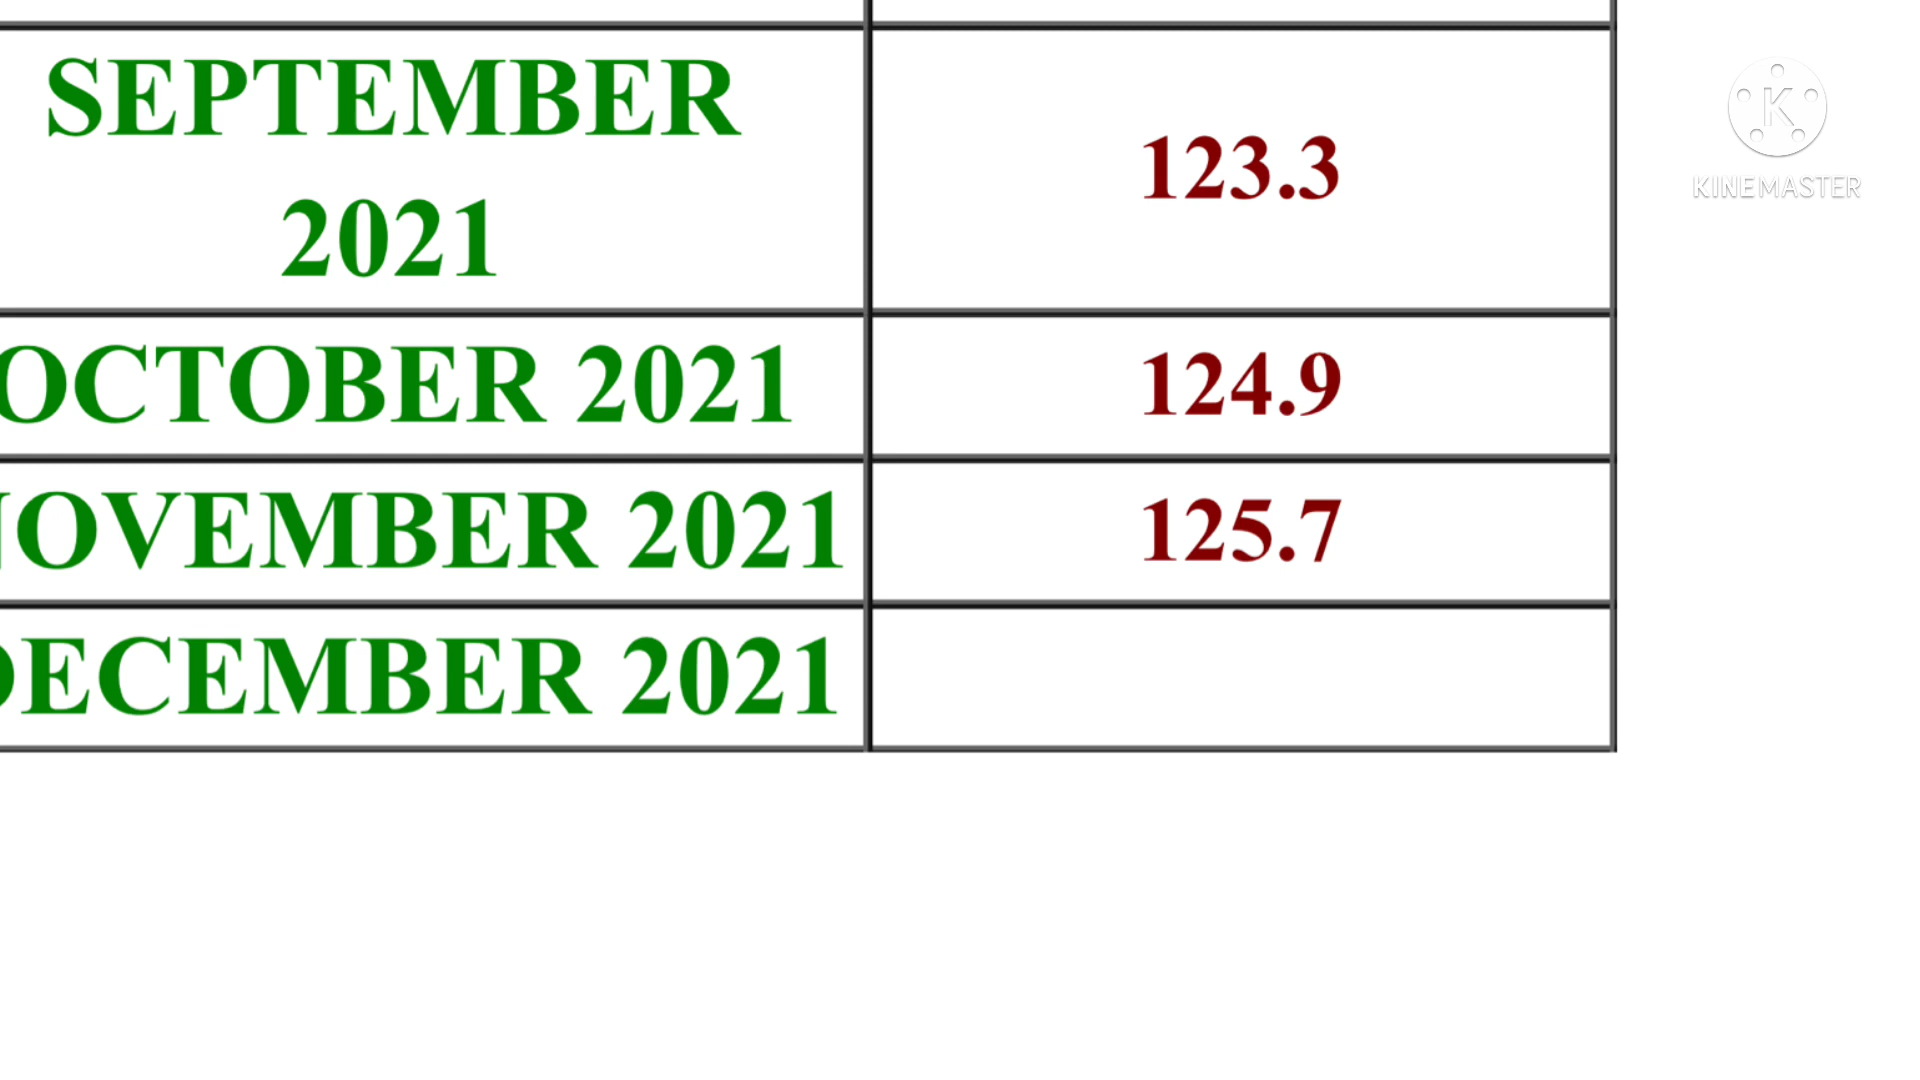 SEPTEMBER
2021
123.3
OCTOBER 2021
124.9
NOVEMBER 2021
125.7
DECEMBER 2021
K
KINEMASTER